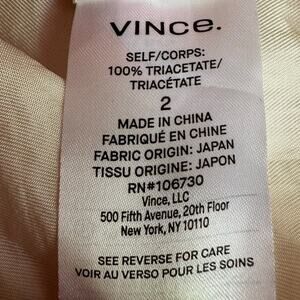 VINCE.
SELF/CORPS:
100% TRIACETATE/
TRIACÉTATE
2
MADE IN CHINA
FABRIQUÉ EN CHINE
FABRIC ORIGIN: JAPAN
TISSU ORIGINE: JAPON
RN#106730
Vince, LLC
500 Fifth Avenue, 20th Floor
New York, NY 10110
SEE REVERSE FOR CARE
VOIR AU VERSO POUR LES SOINS